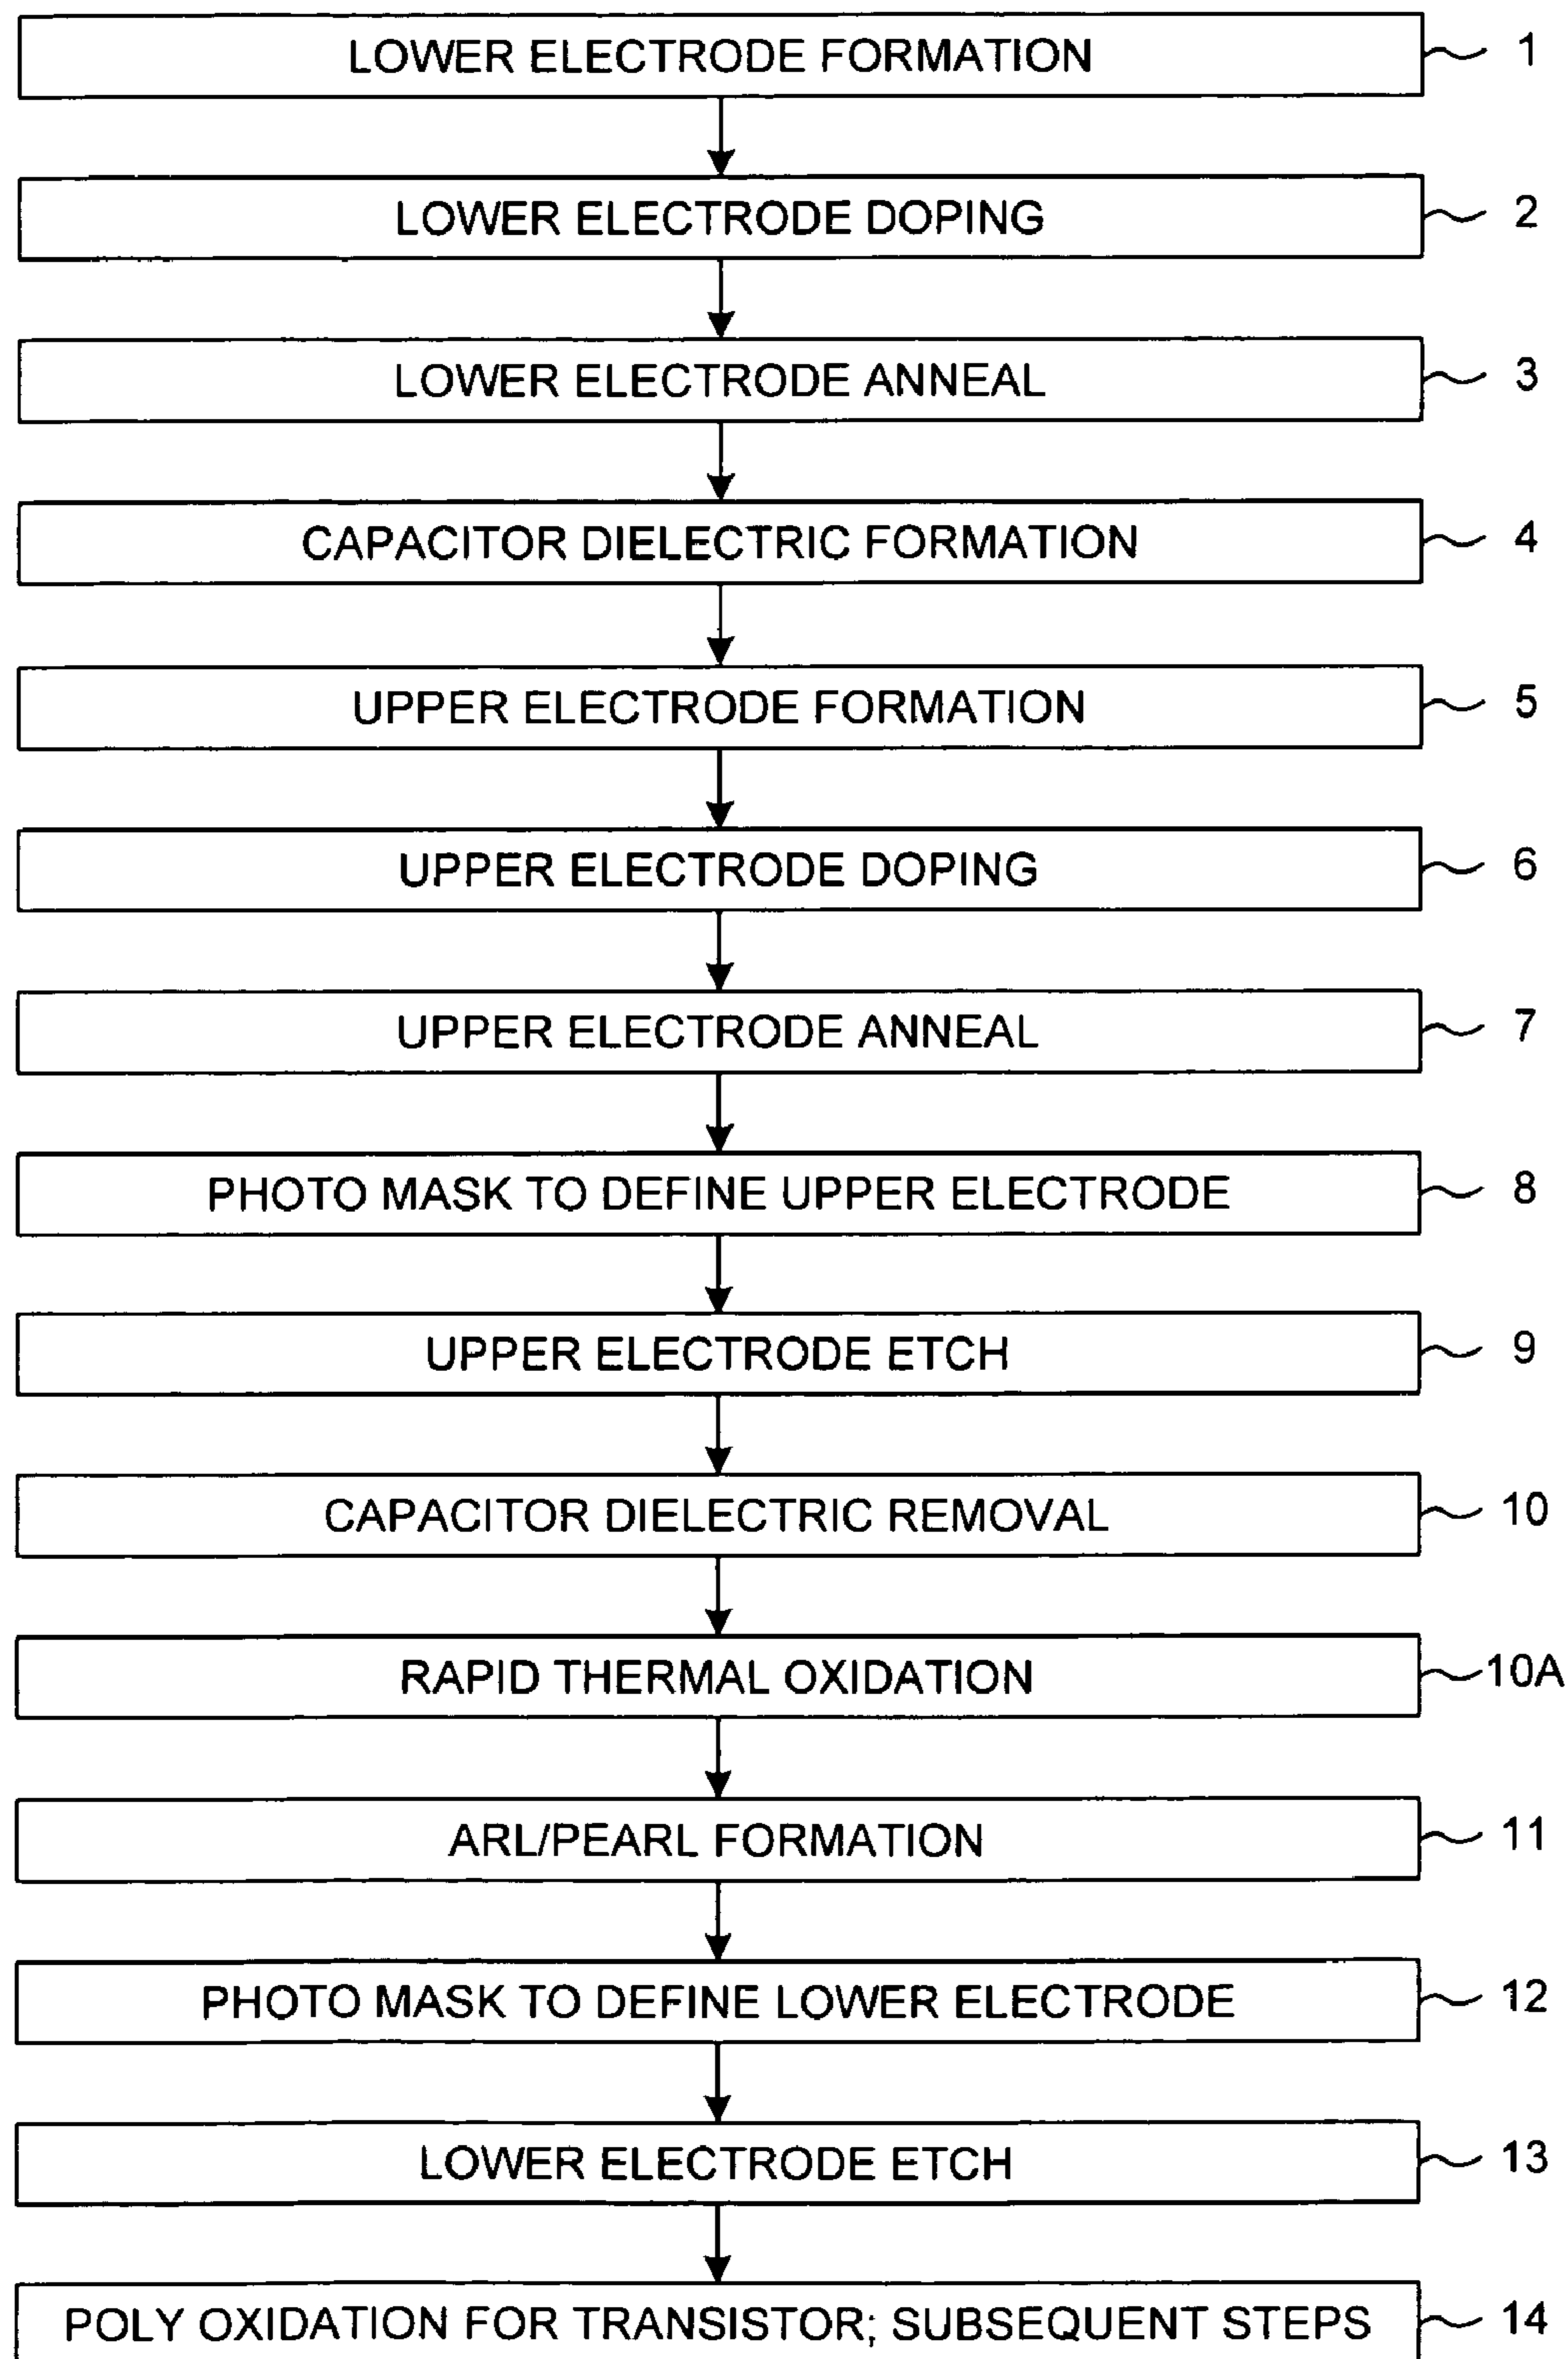 LOWER ELECTRODE FORMATION 1
LOWER ELECTRODE DOPING 2
LOWER ELECTRODE ANNEAL 3
CAPACITOR DIELECTRIC FORMATION 4
UPPER ELECTRODE FORMATION 5
UPPER ELECTRODE DOPING 6
UPPER ELECTRODE ANNEAL 7
PHOTO MASK TO DEFINE UPPER ELECTRODE 8
UPPER ELECTRODE ETCH 9
CAPACITOR DIELECTRIC REMOVAL 10
RAPID THERMAL OXIDATION 10A
ARL/PEARL FORMATION 11
PHOTO MASK TO DEFINE LOWER ELECTRODE 12
LOWER ELECTRODE ETCH 13
POLY OXIDATION FOR TRANSISTOR; SUBSEQUENT STEPS 14